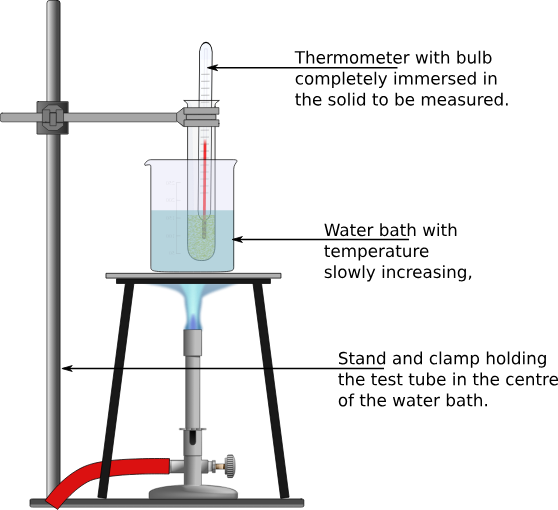 Thermometer with bulb
completely immersed in
the solid to be measured.
Water bath with
temperature
slowly increasing,
Stand and clamp holding
the test tube in the centre
of the water bath.